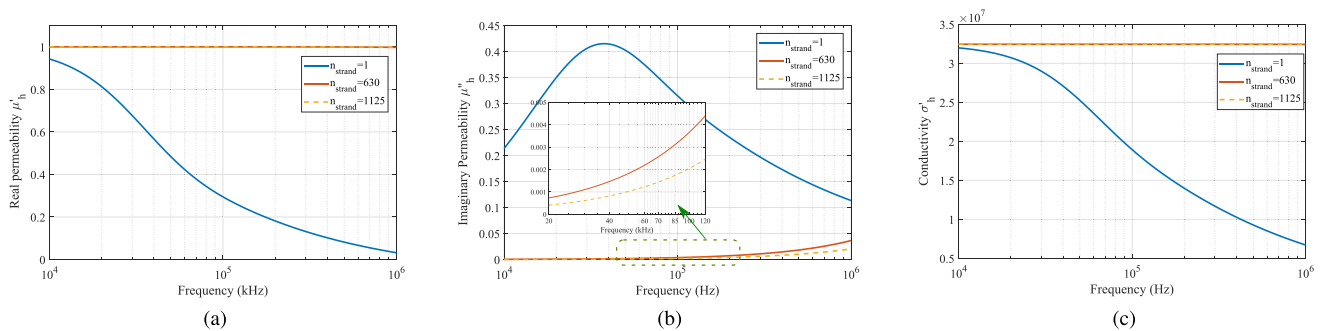 1
0.8
0.6
0.4
0.2
0
10^4
10^5
10^6
Real permeability μ'_h
Frequency (kHz)
n_strand=1
n_strand=630
n_strand=1125
(a)
0.45
0.4
0.35
0.3
0.25
0.2
0.15
0.1
0.05
0
10^4
10^5
10^6
Imaginary Permeability μ"_h
Frequency (Hz)
n_strand=1
n_strand=630
n_strand=1125
0.005
0.004
0.003
0.002
0.001
0
20
40
60
70
85
100
120
Frequency (kHz)
(b)
×10^7
3.5
3
2.5
2
1.5
1
0.5
10^4
10^5
10^6
Conductivity σ'_h
Frequency (Hz)
n_strand=1
n_strand=630
n_strand=1125
(c)